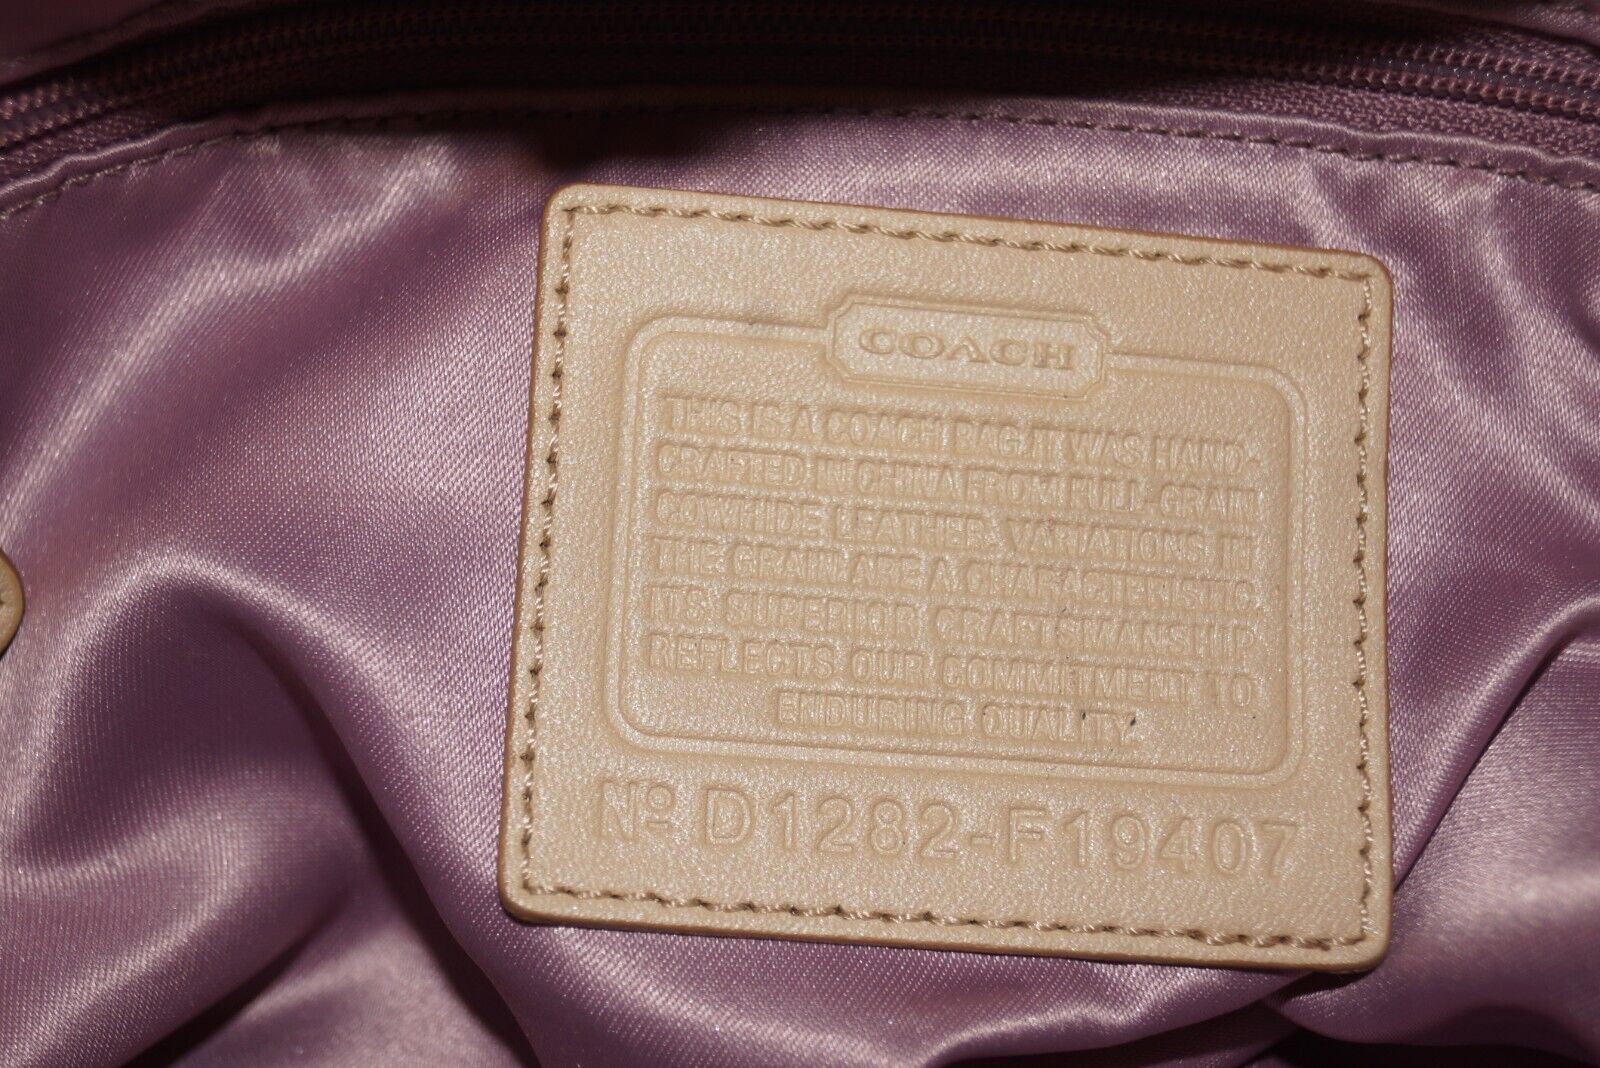 COACH
THIS IS A COACH BAG. IT WAS HAND-
CRAFTED IN CHINA FROM FULL-GRAIN
COWHIDE LEATHER. VARIATIONS IN
THE GRAIN ARE A CHARACTERISTIC.
ITS SUPERIOR CRAFTSMANSHIP
REFLECTS OUR COMMITMENT TO
ENDURING QUALITY.
Nº D1282-F19407